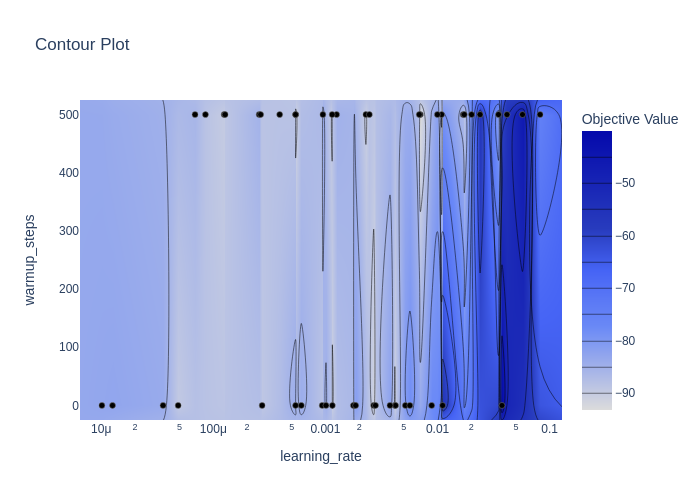 Contour Plot
Objective Value
500
400
300
200
100
0
warmup_steps
−50
−60
−70
−80
−90
10μ 2 5 100μ 2 5 0.001 2 5 0.01 2 5 0.1
learning_rate